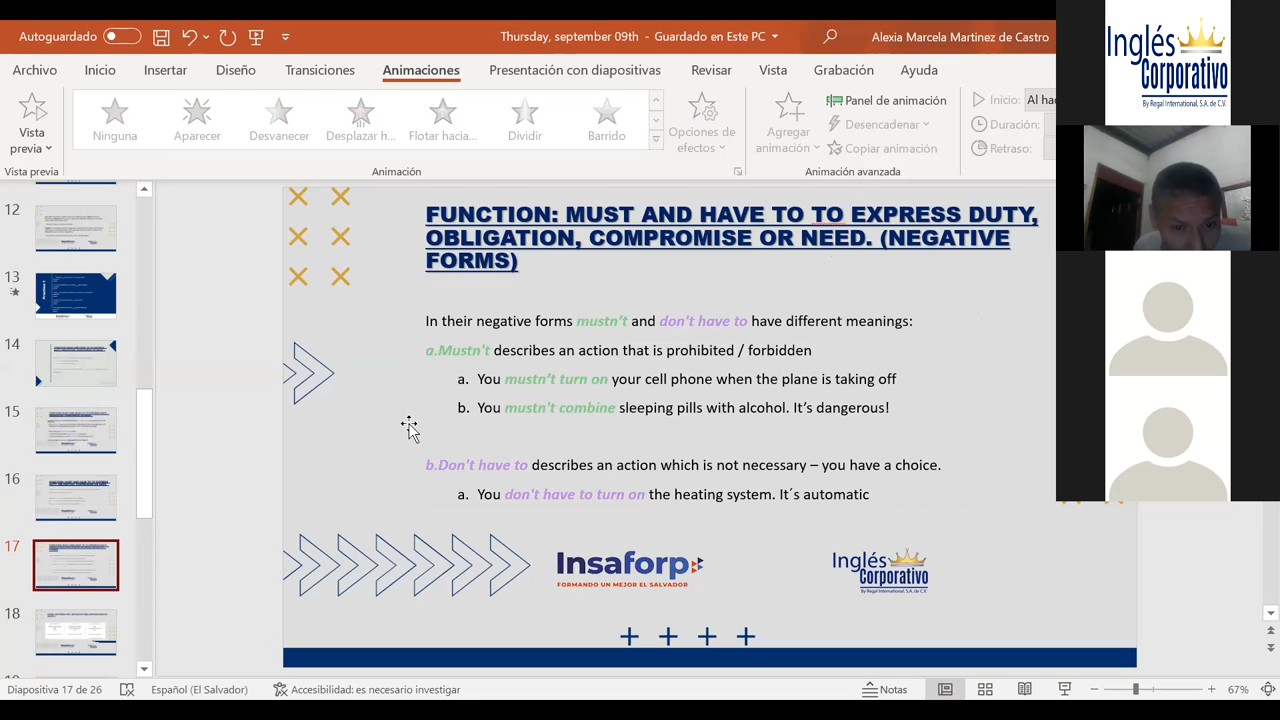 Autoguardado
Thursday, september 09th - Guardado en Este PC
Alexia Marcela Martinez de Castro
Archivo Inicio Insertar Diseño Transiciones Animaciones Presentación con diapositivas Revisar Vista Grabación Ayuda
Vista previa
Ninguna Aparecer Desvanecer Desplazar h... Flotar hacia... Dividir Barrido
Opciones de efectos
Agregar animación
Panel de animación
Desencadenar
Copiar animación
Inicio: Al hac
Duración:
Retraso:
Vista previa Animación Animación avanzada
12
13
14
15
16
17
18
FUNCTION: MUST AND HAVE TO TO EXPRESS DUTY,
OBLIGATION, COMPROMISE OR NEED. (NEGATIVE
FORMS)
In their negative forms mustn't and don't have to have different meanings:
a.Mustn't describes an action that is prohibited / forbidden
a. You mustn't turn on your cell phone when the plane is taking off
b. You mustn't combine sleeping pills with alcohol. It's dangerous!
b.Don't have to describes an action which is not necessary – you have a choice.
a. You don't have to turn on the heating system. It´s automatic
Insaforp
FORMANDO UN MEJOR EL SALVADOR
Inglés
Corporativo
By Regal International, S.A. de C.V.
Inglés
Corporativo
By Regal International, S.A. de C.V.
Diapositiva 17 de 26
Español (El Salvador)
Accesibilidad: es necesario investigar
Notas
67%